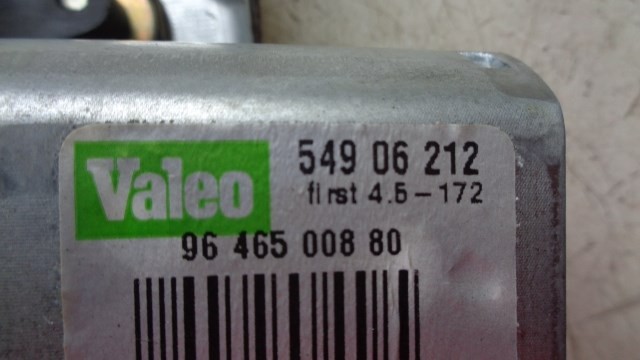 Valeo
549 06 212
first 4.5-172
96 465 008 80